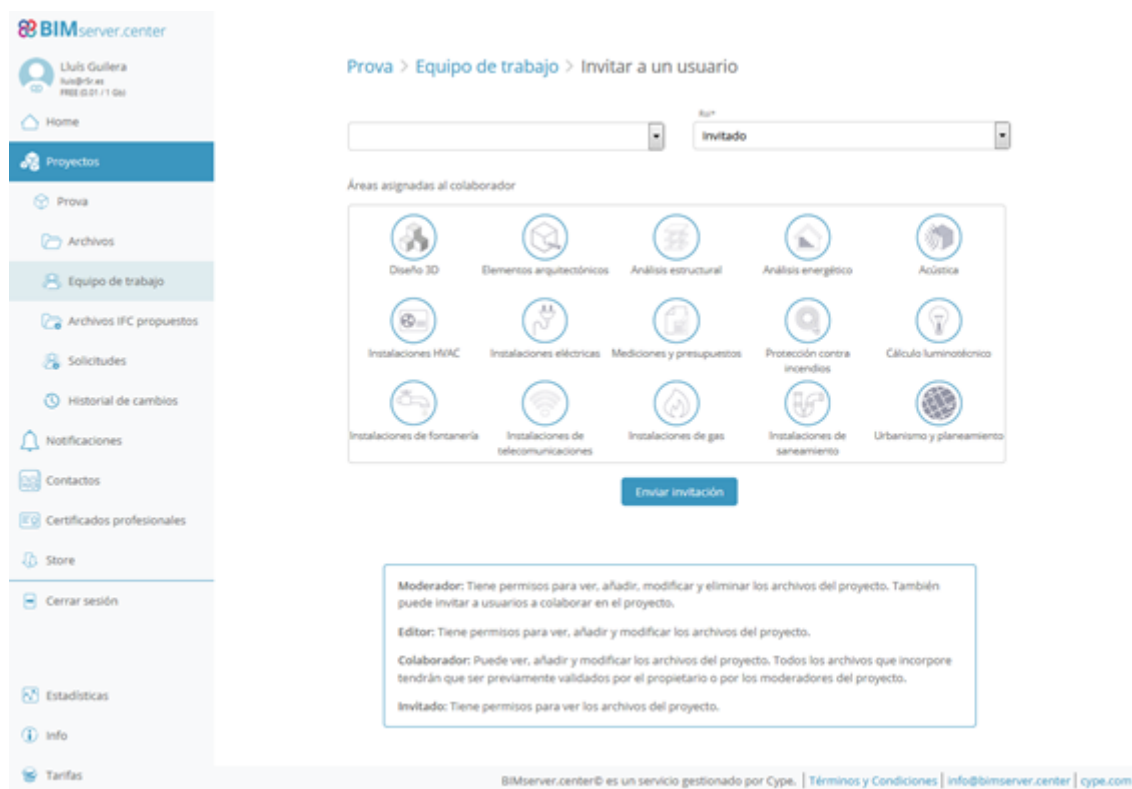 BIMserver.center
Lluís Guilera
FREE (0.01 / 1 Gb)
Home
Proyectos
Prova
Archivos
Equipo de trabajo
Archivos IFC propuestos
Solicitudes
Historial de cambios
Notificaciones
Contactos
Certificados profesionales
Store
Cerrar sesión
Estadísticas
Info
Tarifas
Prova > Equipo de trabajo > Invitar a un usuario
Rol*
Invitado
Áreas asignadas al colaborador
Diseño 3D
Elementos arquitectónicos
Análisis estructural
Análisis energético
Acústica
Instalaciones HVAC
Instalaciones eléctricas
Mediciones y presupuestos
Protección contra
incendios
Cálculo luminotécnico
Instalaciones de fontanería
Instalaciones de
telecomunicaciones
Instalaciones de gas
Instalaciones de
saneamiento
Urbanismo y planeamiento
Enviar invitación
Moderador: Tiene permisos para ver, añadir, modificar y eliminar los archivos del proyecto. También
puede invitar a usuarios a colaborar en el proyecto.
Editor: Tiene permisos para ver, añadir y modificar los archivos del proyecto.
Colaborador: Puede ver, añadir y modificar los archivos del proyecto. Todos los archivos que incorpore
tendrán que ser previamente validados por el propietario o por los moderadores del proyecto.
Invitado: Tiene permisos para ver los archivos del proyecto.
BIMserver.center© es un servicio gestionado por Cype. | Términos y Condiciones | info@bimserver.center | cype.com